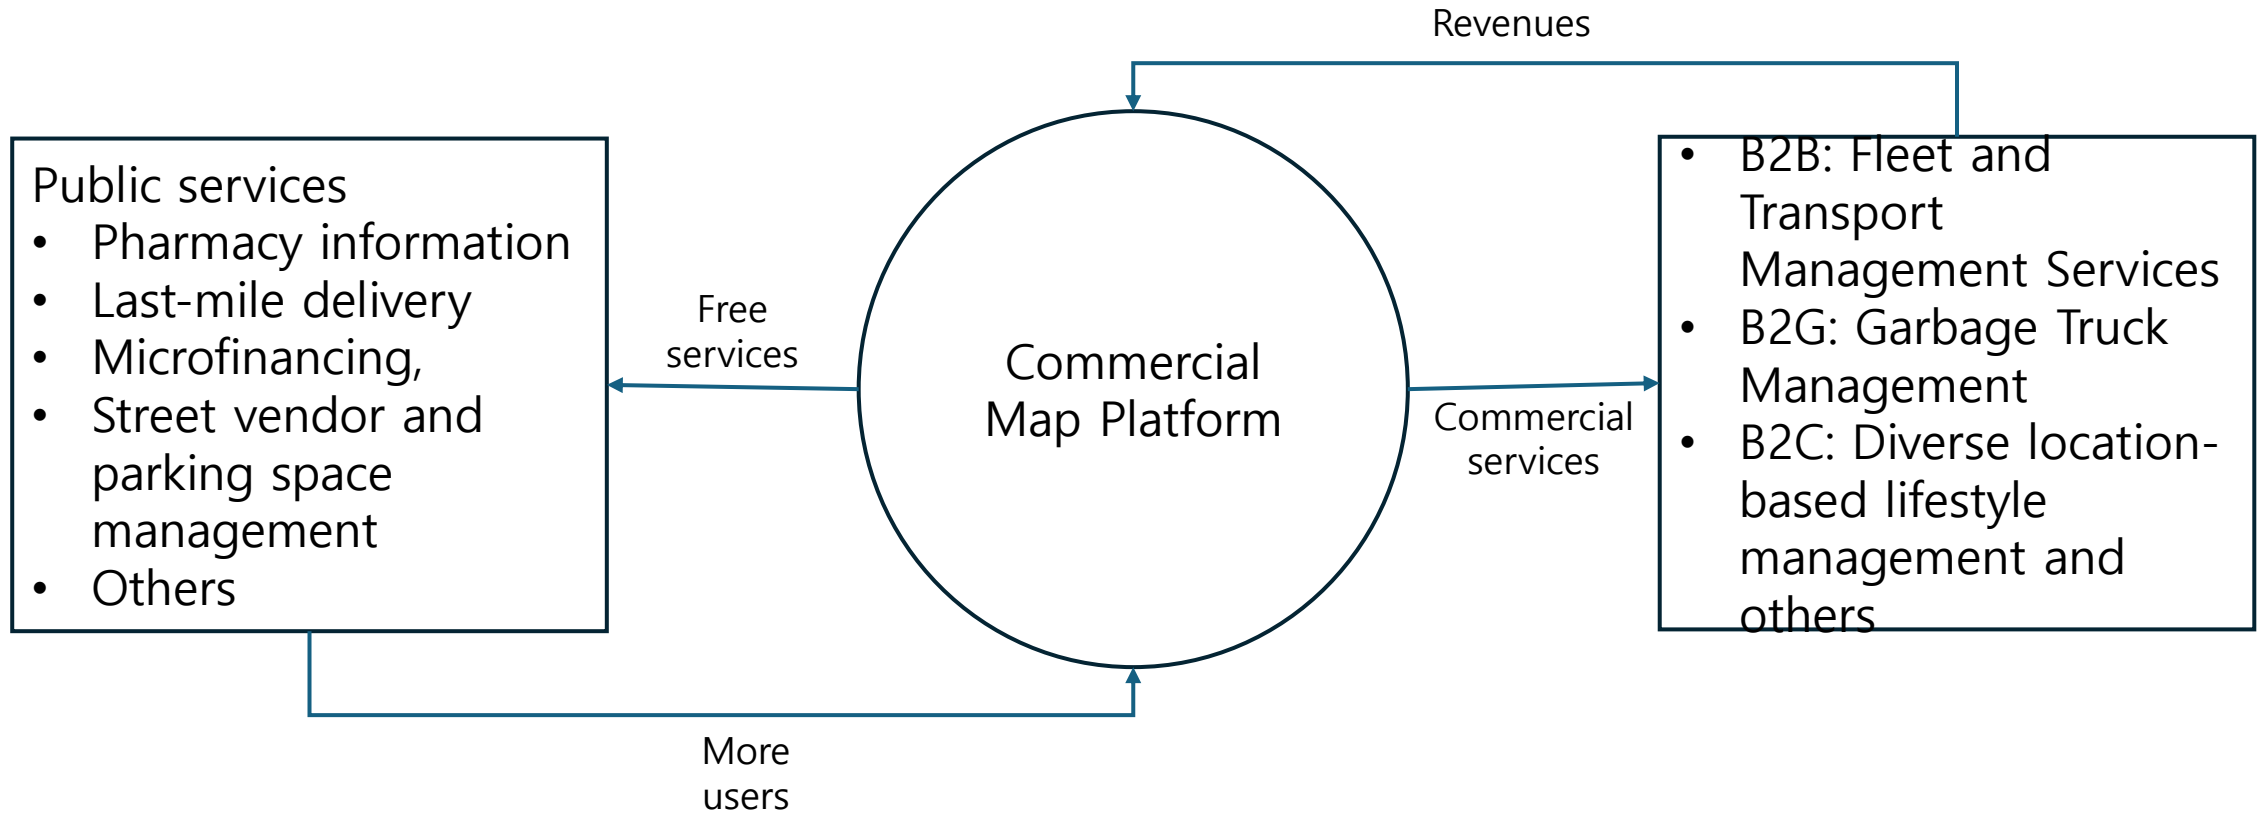 Revenues
Public services
• Pharmacy information
• Last-mile delivery
• Microfinancing,
• Street vendor and
parking space
management
• Others
Free
services
Commercial
Map Platform
Commercial
services
• B2B: Fleet and
Transport
Management Services
• B2G: Garbage Truck
Management
• B2C: Diverse location-
based lifestyle
management and
others
More
users